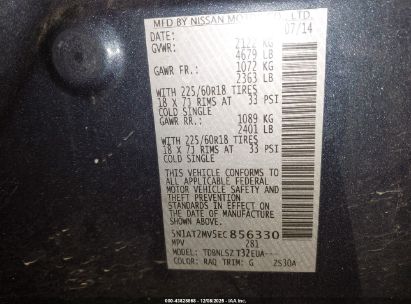 MFD BY NISSAN MOTOR CO., LTD.
DATE: 07/14
GVWR: 2122 KG
4679 LB
GAWR FR.: 1072 KG
2363 LB
WITH 225/60R18 TIRES
18 X 7J RIMS AT 33 PSI
COLD SINGLE
GAWR RR.: 1089 KG
2401 LB
WITH 225/60R18 TIRES
18 X 7J RIMS AT 33 PSI
COLD SINGLE
THIS VEHICLE CONFORMS TO
ALL APPLICABLE FEDERAL
MOTOR VEHICLE SAFETY AND
THEFT PREVENTION
STANDARDS IN EFFECT ON
THE DATE OF MANUFACTURE
SHOWN ABOVE.
5N1AT2MV5EC856330
MPV 281
MODEL: TDBNLSZ T32EUA---
COLOR: RAQ TRIM: G 2S30A